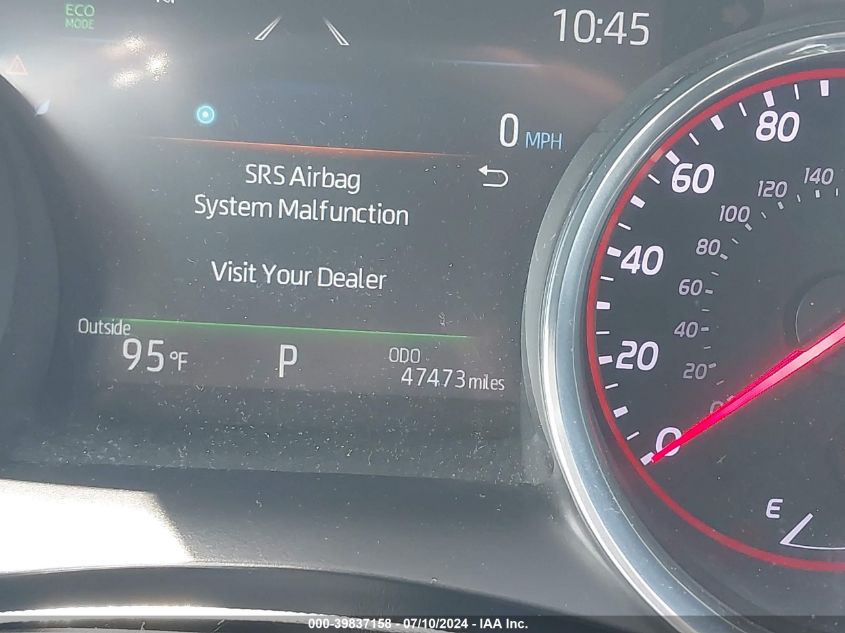 ECO
MODE
10:45
0 MPH
SRS Airbag
System Malfunction
Visit Your Dealer
Outside
95°F
P
ODO
47473 miles
80
60
40
20
0
140
120
100
80
60
40
20
E
000-39837158 - 07/10/2024 - IAA Inc.